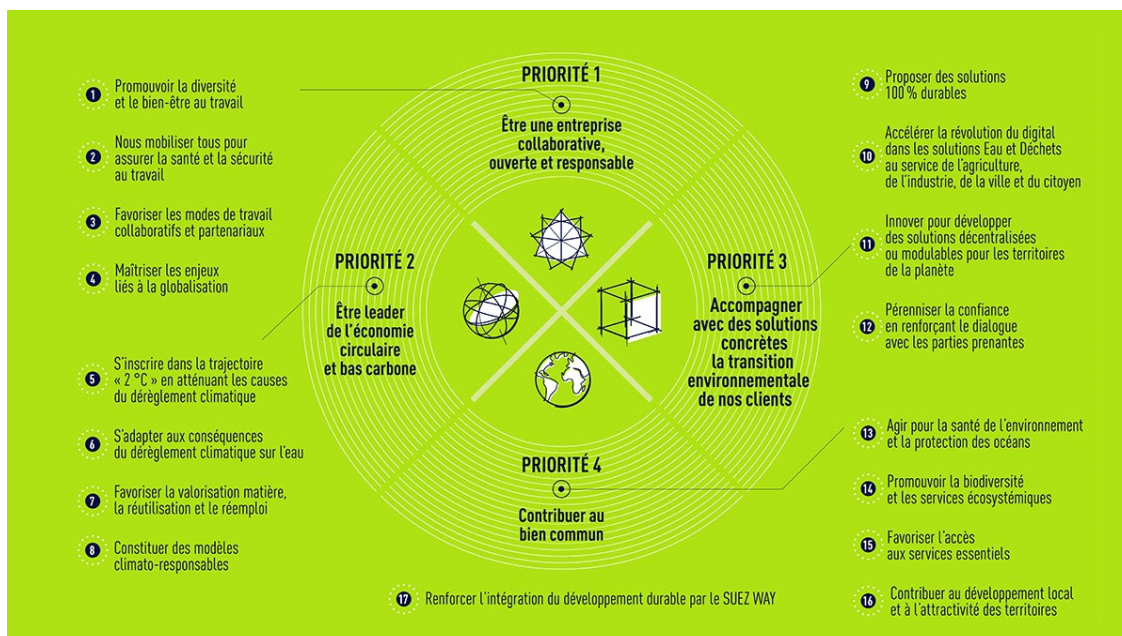 PRIORITÉ 1
Être une entreprise
collaborative,
ouverte et responsable
1 Promouvoir la diversité
et le bien-être au travail
2 Nous mobiliser tous pour
assurer la santé et la sécurité
au travail
3 Favoriser les modes de travail
collaboratifs et partenariaux
4 Maîtriser les enjeux
liés à la globalisation
PRIORITÉ 2
Être leader
de l'économie
circulaire
et bas carbone
5 S'inscrire dans la trajectoire
« 2 °C » en atténuant les causes
du dérèglement climatique
6 S'adapter aux conséquences
du dérèglement climatique sur l'eau
7 Favoriser la valorisation matière,
la réutilisation et le réemploi
8 Constituer des modèles
climato-responsables
PRIORITÉ 3
Accompagner
avec des solutions
concrètes
la transition
environnementale
de nos clients
9 Proposer des solutions
100 % durables
10 Accélérer la révolution du digital
dans les solutions Eau et Déchets
au service de l'agriculture,
de l'industrie, de la ville et du citoyen
11 Innover pour développer
des solutions décentralisées
ou modulables pour les territoires
de la planète
12 Pérenniser la confiance
en renforçant le dialogue
avec les parties prenantes
PRIORITÉ 4
Contribuer au
bien commun
13 Agir pour la santé de l'environnement
et la protection des océans
14 Promouvoir la biodiversité
et les services écosystémiques
15 Favoriser l'accès
aux services essentiels
16 Contribuer au développement local
et à l'attractivité des territoires
17 Renforcer l'intégration du développement durable par le SUEZ WAY